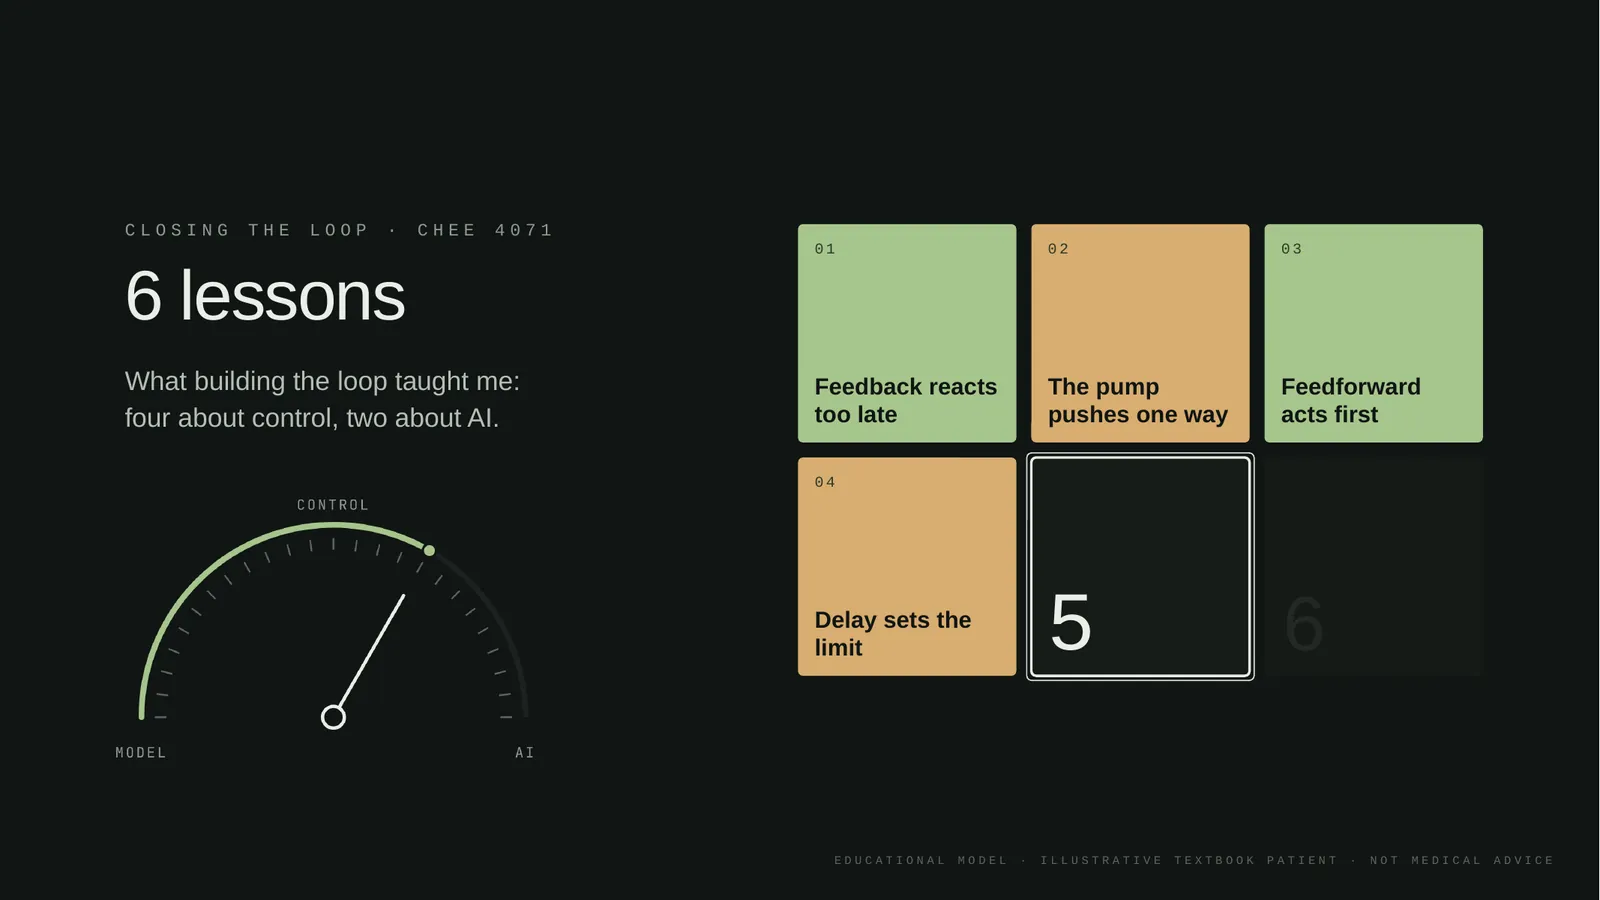 CLOSING THE LOOP · CHEE 4071
6 lessons
What building the loop taught me:
four about control, two about AI.
CONTROL
MODEL
AI
01
Feedback reacts
too late
02
The pump
pushes one way
03
Feedforward
acts first
04
Delay sets the
limit
5
6
EDUCATIONAL MODEL · ILLUSTRATIVE TEXTBOOK PATIENT · NOT MEDICAL ADVICE